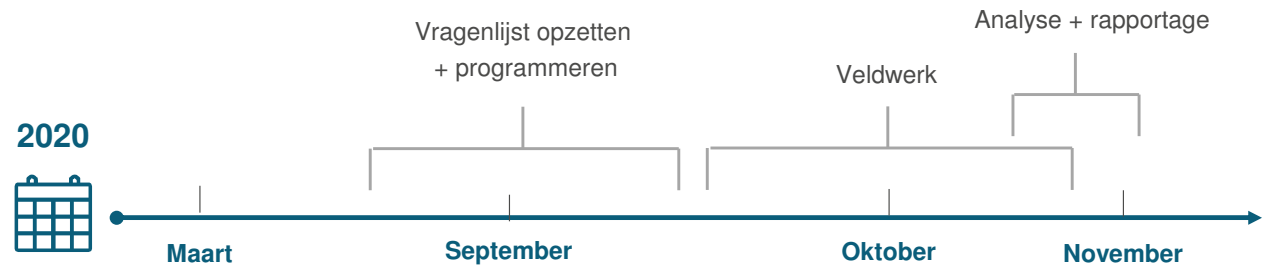 Analyse + rapportage
Vragenlijst opzetten
+ programmeren
Veldwerk
2020
Maart
September
Oktober
November